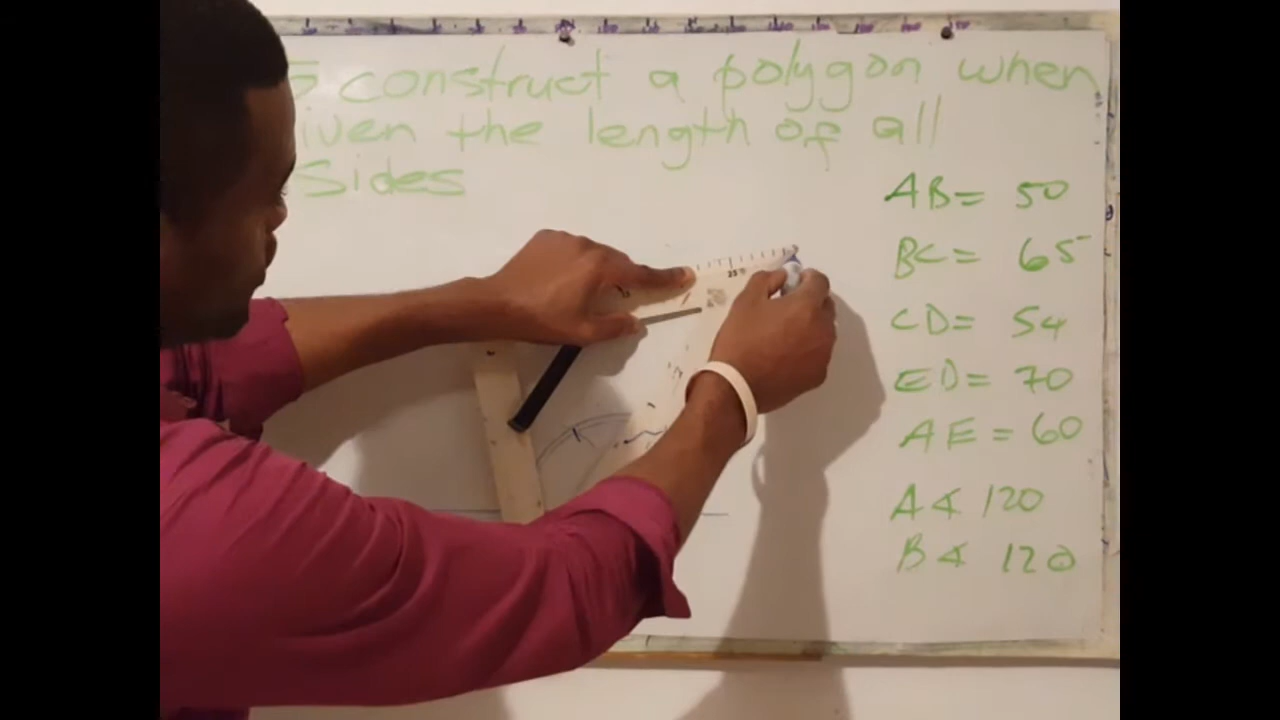 construct a polygon when
iven the length of all
Sides
AB = 50
BC = 65
CD = 54
ED = 70
AE = 60
A∢ 120
B∢ 120